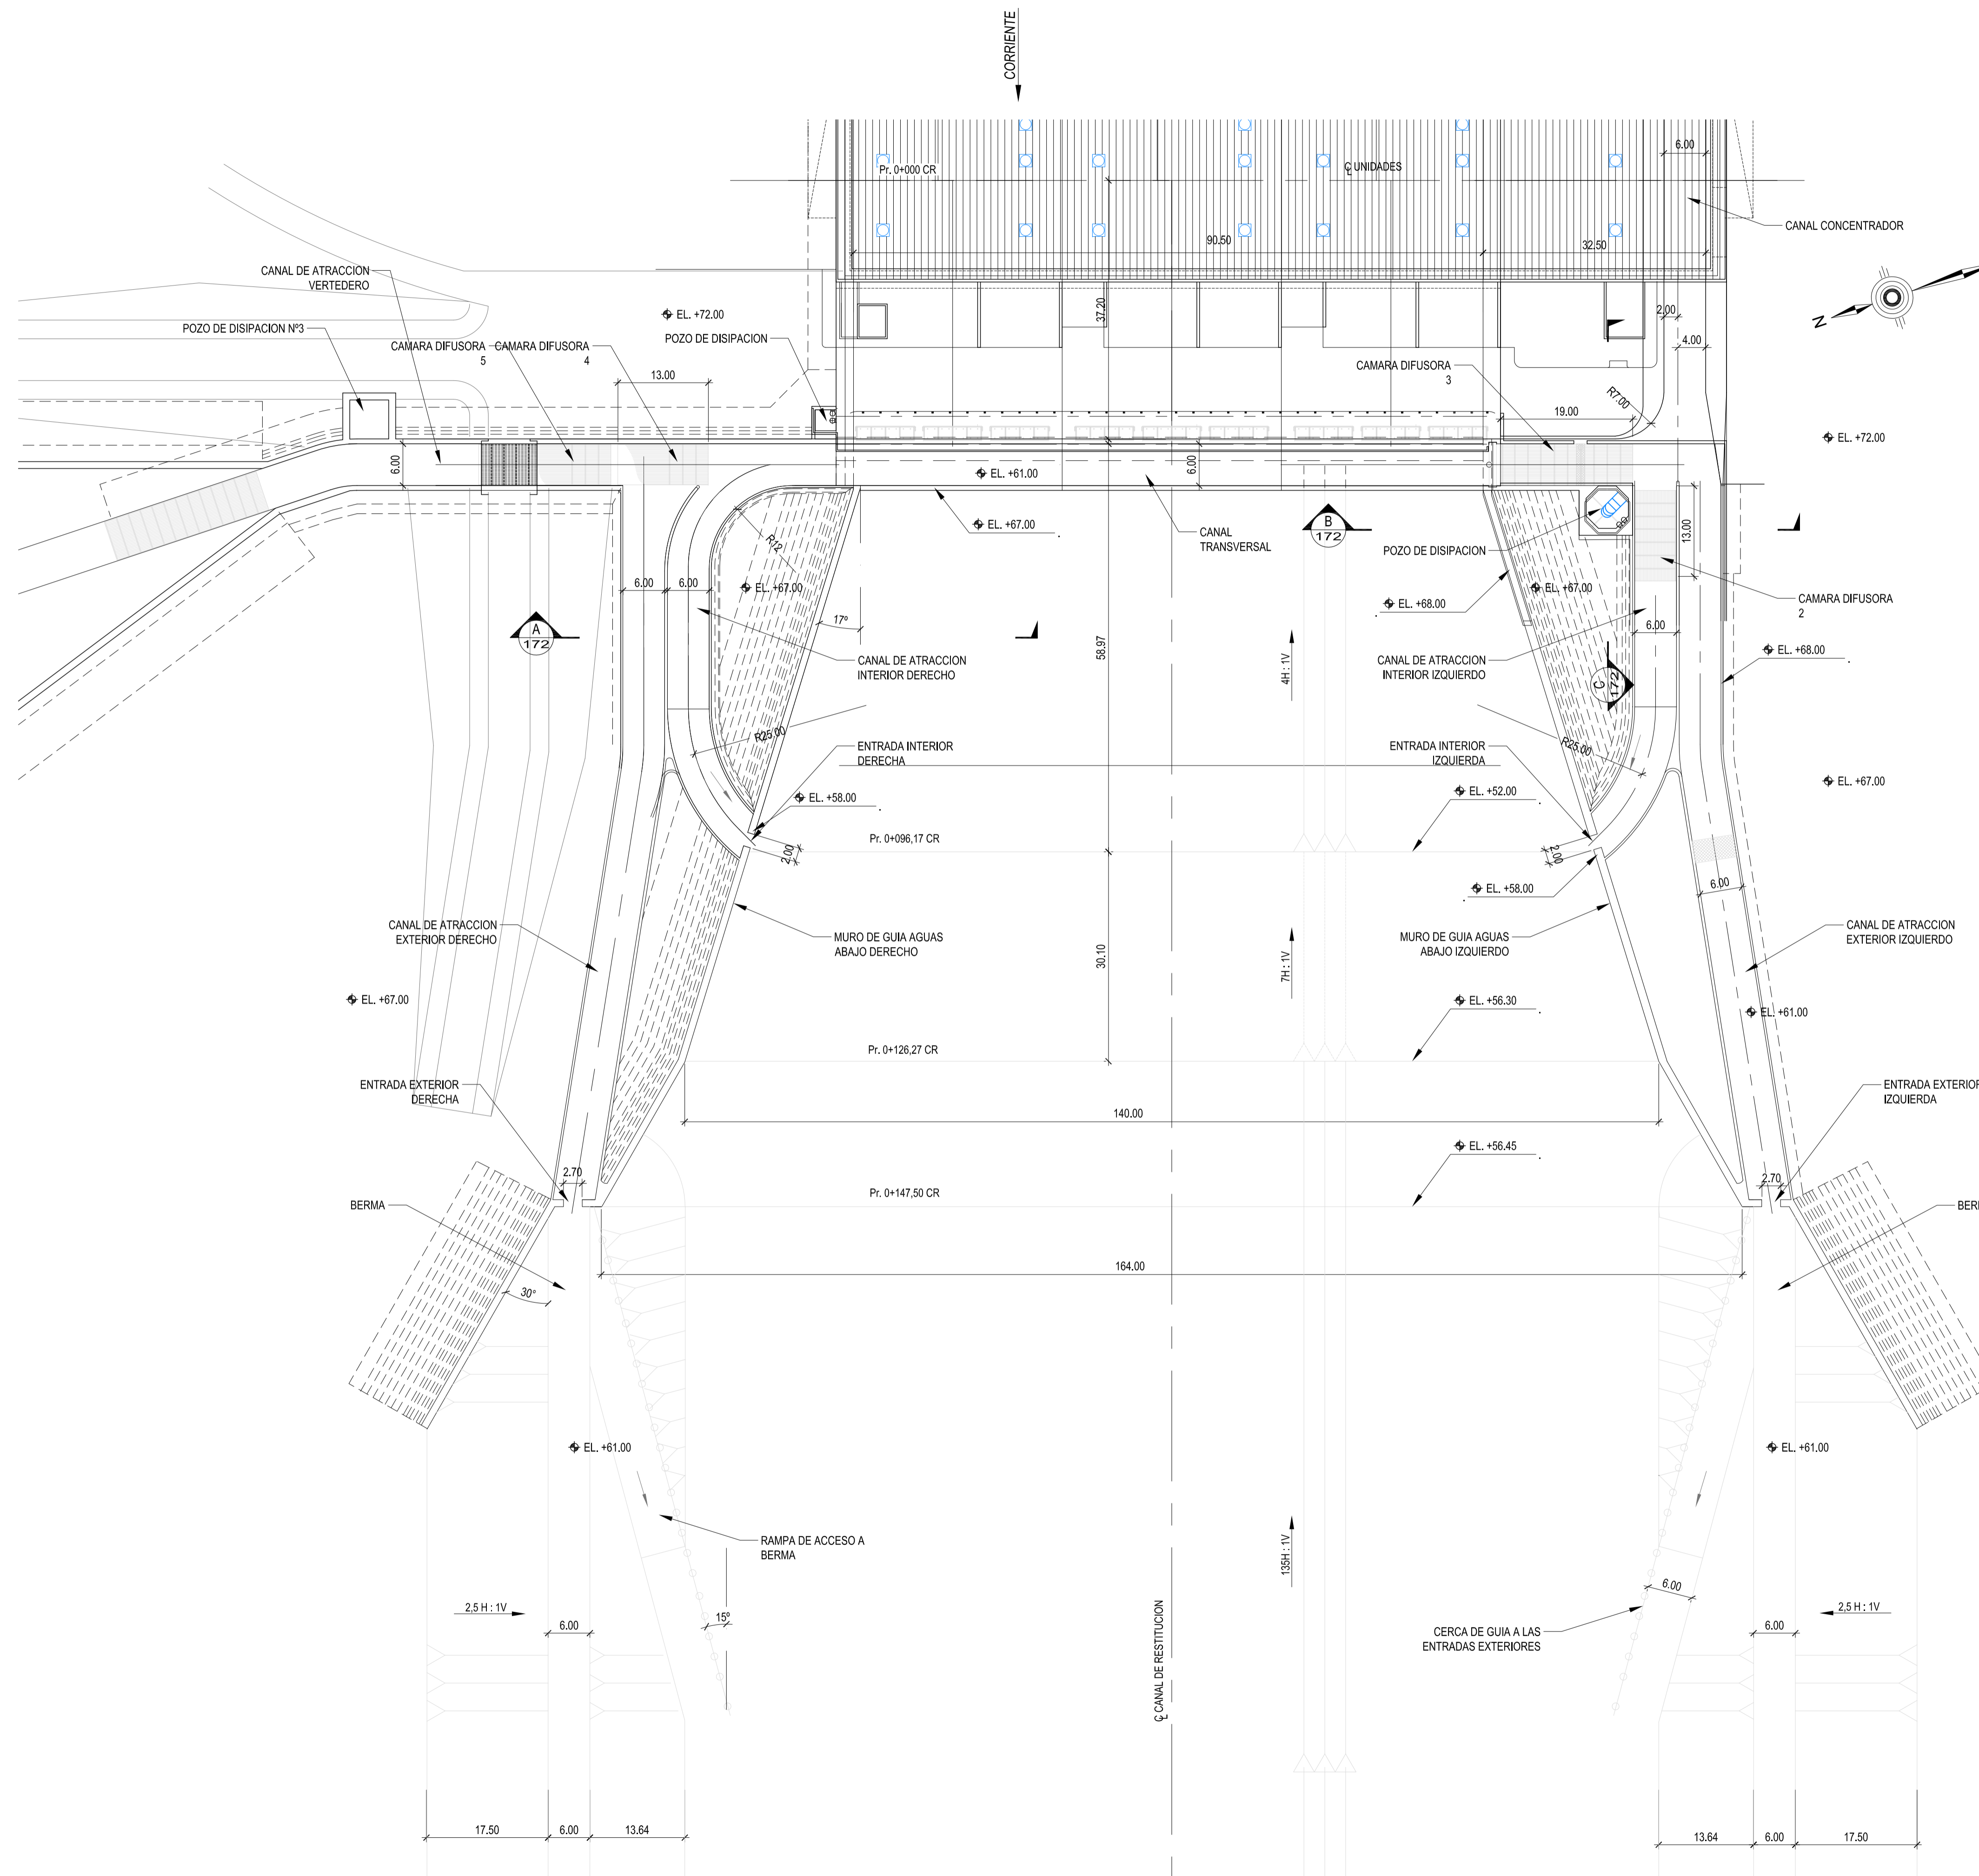 CORRIENTE
6.00
Pr. 0+000 CR
℄ UNIDADES
CANAL CONCENTRADOR
90.50
32.50
CANAL DE ATRACCION
VERTEDERO
37.20
2.00
N
EL. +72.00
POZO DE DISIPACION Nº3
POZO DE DISIPACION
CAMARA DIFUSORA
5
CAMARA DIFUSORA
4
4.00
CAMARA DIFUSORA
3
13.00
R7.00
19.00
EL. +72.00
6.00
EL. +61.00
6.00
EL. +67.00
CANAL
TRANSVERSAL
B
172
POZO DE DISIPACION
13.00
R12
6.00
6.00
EL. +67.00
EL. +67.00
EL. +68.00
CAMARA DIFUSORA
2
17º
A
172
6.00
58.97
4H : 1V
EL. +68.00
CANAL DE ATRACCION
INTERIOR DERECHO
CANAL DE ATRACCION
INTERIOR IZQUIERDO
C
172
R25.00
R25.00
ENTRADA INTERIOR
DERECHA
ENTRADA INTERIOR
IZQUIERDA
EL. +67.00
EL. +58.00
EL. +52.00
Pr. 0+096,17 CR
2.00
2.00
EL. +58.00
6.00
CANAL DE ATRACCION
EXTERIOR DERECHO
MURO DE GUIA AGUAS
ABAJO DERECHO
30.10
7H : 1V
MURO DE GUIA AGUAS
ABAJO IZQUIERDO
CANAL DE ATRACCION
EXTERIOR IZQUIERDO
EL. +67.00
EL. +56.30
EL. +61.00
Pr. 0+126,27 CR
ENTRADA EXTERIOR
DERECHA
ENTRADA EXTERIOR
IZQUIERDA
140.00
EL. +56.45
2.70
2.70
Pr. 0+147,50 CR
BERMA
164.00
30°
EL. +61.00
EL. +61.00
RAMPA DE ACCESO A
BERMA
135H : 1V
6.00
2,5 H : 1V
2,5 H : 1V
15º
6.00
6.00
CERCA DE GUIA A LAS
ENTRADAS EXTERIORES
℄ CANAL DE RESTITUCION
17.50
6.00
13.64
13.64
6.00
17.50